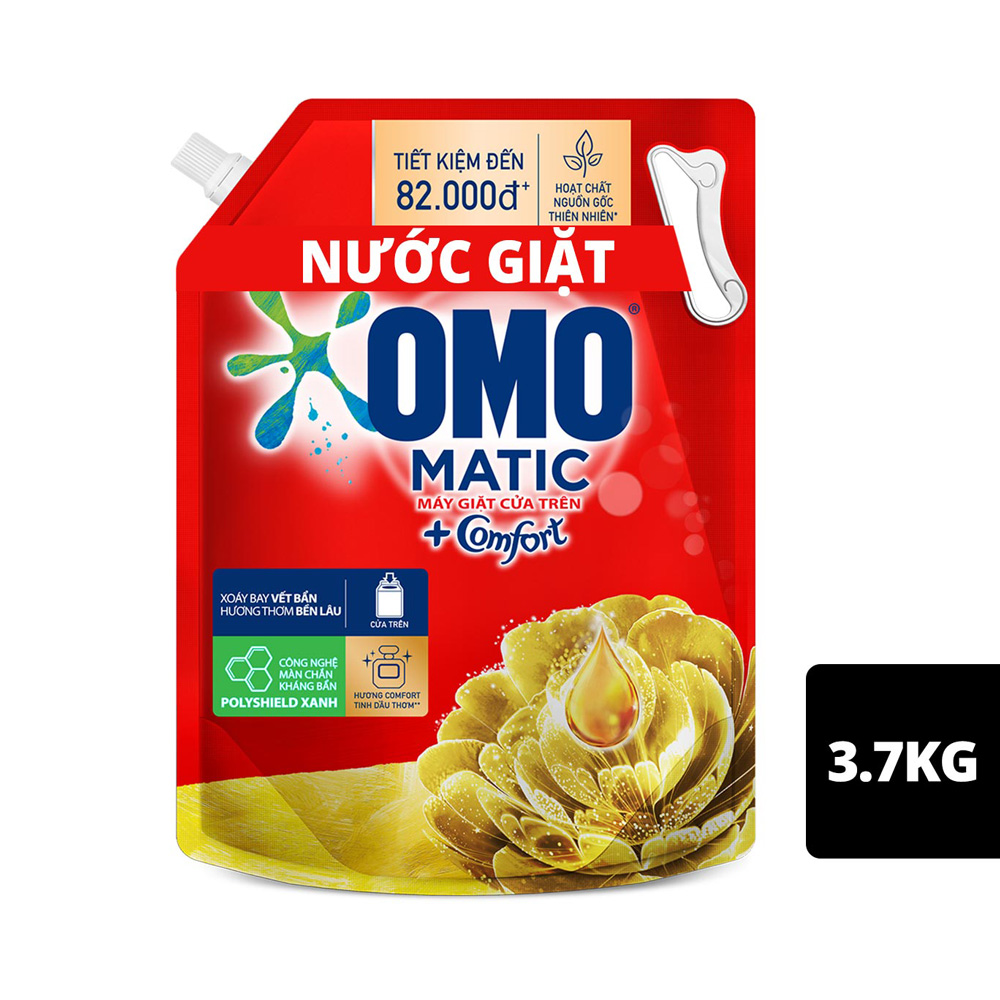 TIẾT KIỆM ĐẾN
82.000đ+
HOẠT CHẤT
NGUỒN GỐC
THIÊN NHIÊN*
NƯỚC GIẶT
OMO®
MATIC
MÁY GIẶT CỬA TRÊN
+ Comfort
XOÁY BAY VẾT BẨN
HƯƠNG THƠM BỀN LÂU
CỬA TRÊN
CÔNG NGHỆ
MÀN CHẮN
KHÁNG BẨN
POLYSHIELD XANH
HƯƠNG COMFORT
TINH DẦU THƠM**
3.7KG